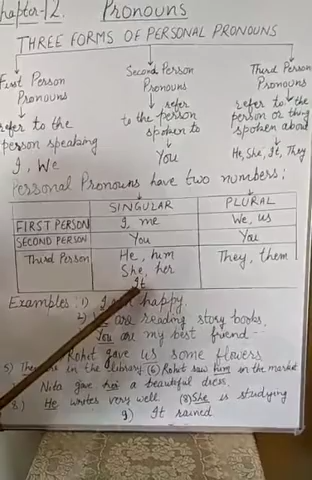 Chapter-12. Pronouns
THREE FORMS OF PERSONAL PRONOUNS
First Person Pronouns
refer to the person speaking
I, We
Second Person Pronouns
refer to the person spoken to
You
Third Person Pronouns
refer to the person or thing spoken about
He, She, It, They
Personal Pronouns have two numbers:
SINGULAR PLURAL
FIRST PERSON I, me We, us
SECOND PERSON You You
Third Person He, him They, them
She, her
It
Examples: 1) I happy.
2) are reading story books.
You are my best friend
Rohit gave us some flowers
5) They are in the library (6) Rohit saw him in the market
Nita gave her a beautiful dress.
8.) He writes very well (8) She is studying
9) It rained